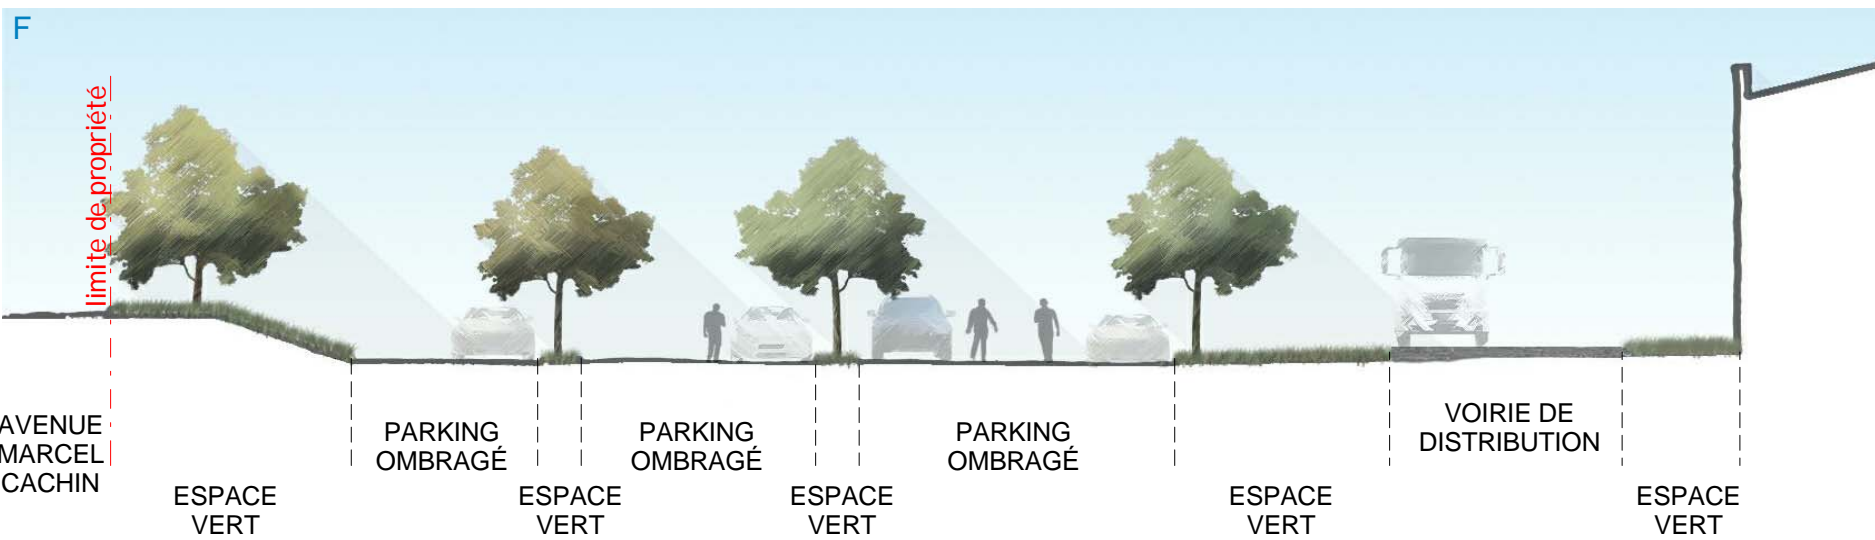 F
limite de propriété
AVENUE
MARCEL
CACHIN
ESPACE
VERT
PARKING
OMBRAGÉ
ESPACE
VERT
PARKING
OMBRAGÉ
ESPACE
VERT
PARKING
OMBRAGÉ
ESPACE
VERT
VOIRIE DE
DISTRIBUTION
ESPACE
VERT